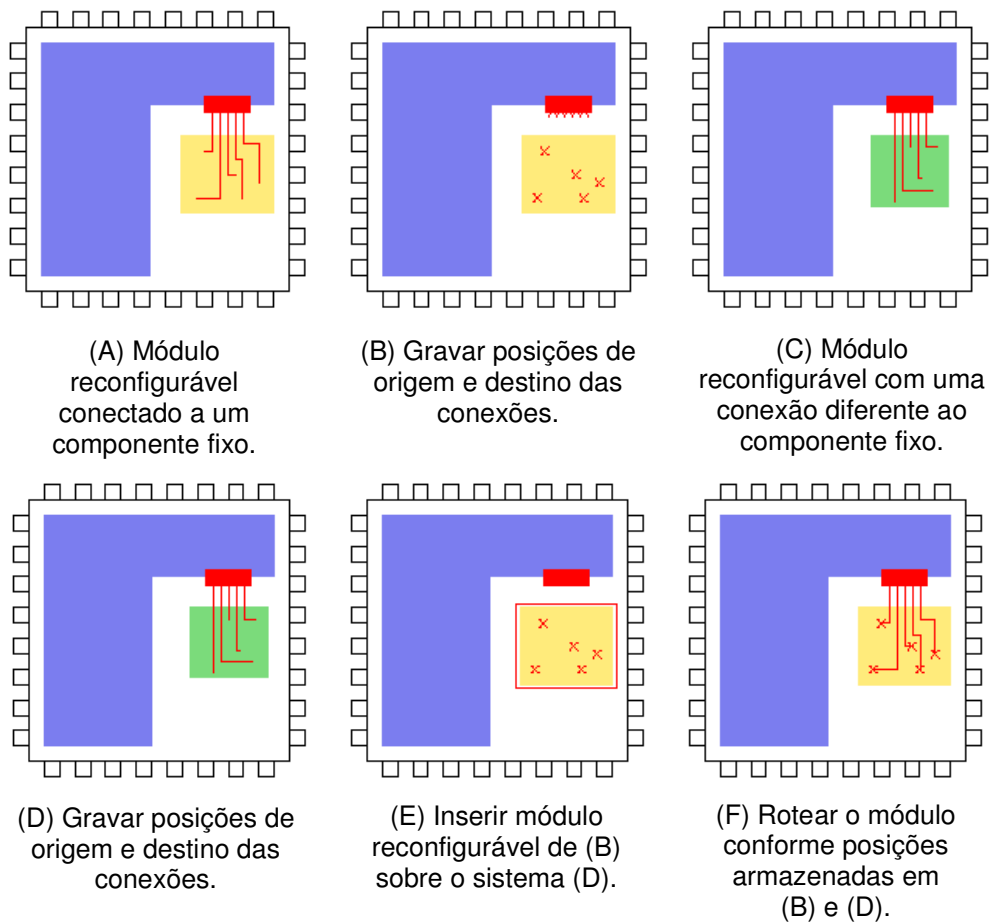 (A) Módulo
reconfigurável
conectado a um
componente fixo.
(B) Gravar posições de
origem e destino das
conexões.
(C) Módulo
reconfigurável com uma
conexão diferente ao
componente fixo.
(D) Gravar posições de
origem e destino das
conexões.
(E) Inserir módulo
reconfigurável de (B)
sobre o sistema (D).
(F) Rotear o módulo
conforme posições
armazenadas em
(B) e (D).